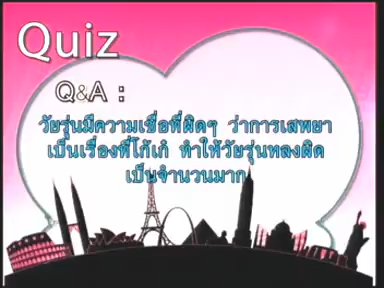 Quiz
Q&A :
วัยรุ่นมีความเชื่อที่ผิดๆ ว่าการเสพยา
เป็นเรื่องที่โก้เก๋ ทำให้วัยรุ่นหลงผิด
เป็นจำนวนมาก